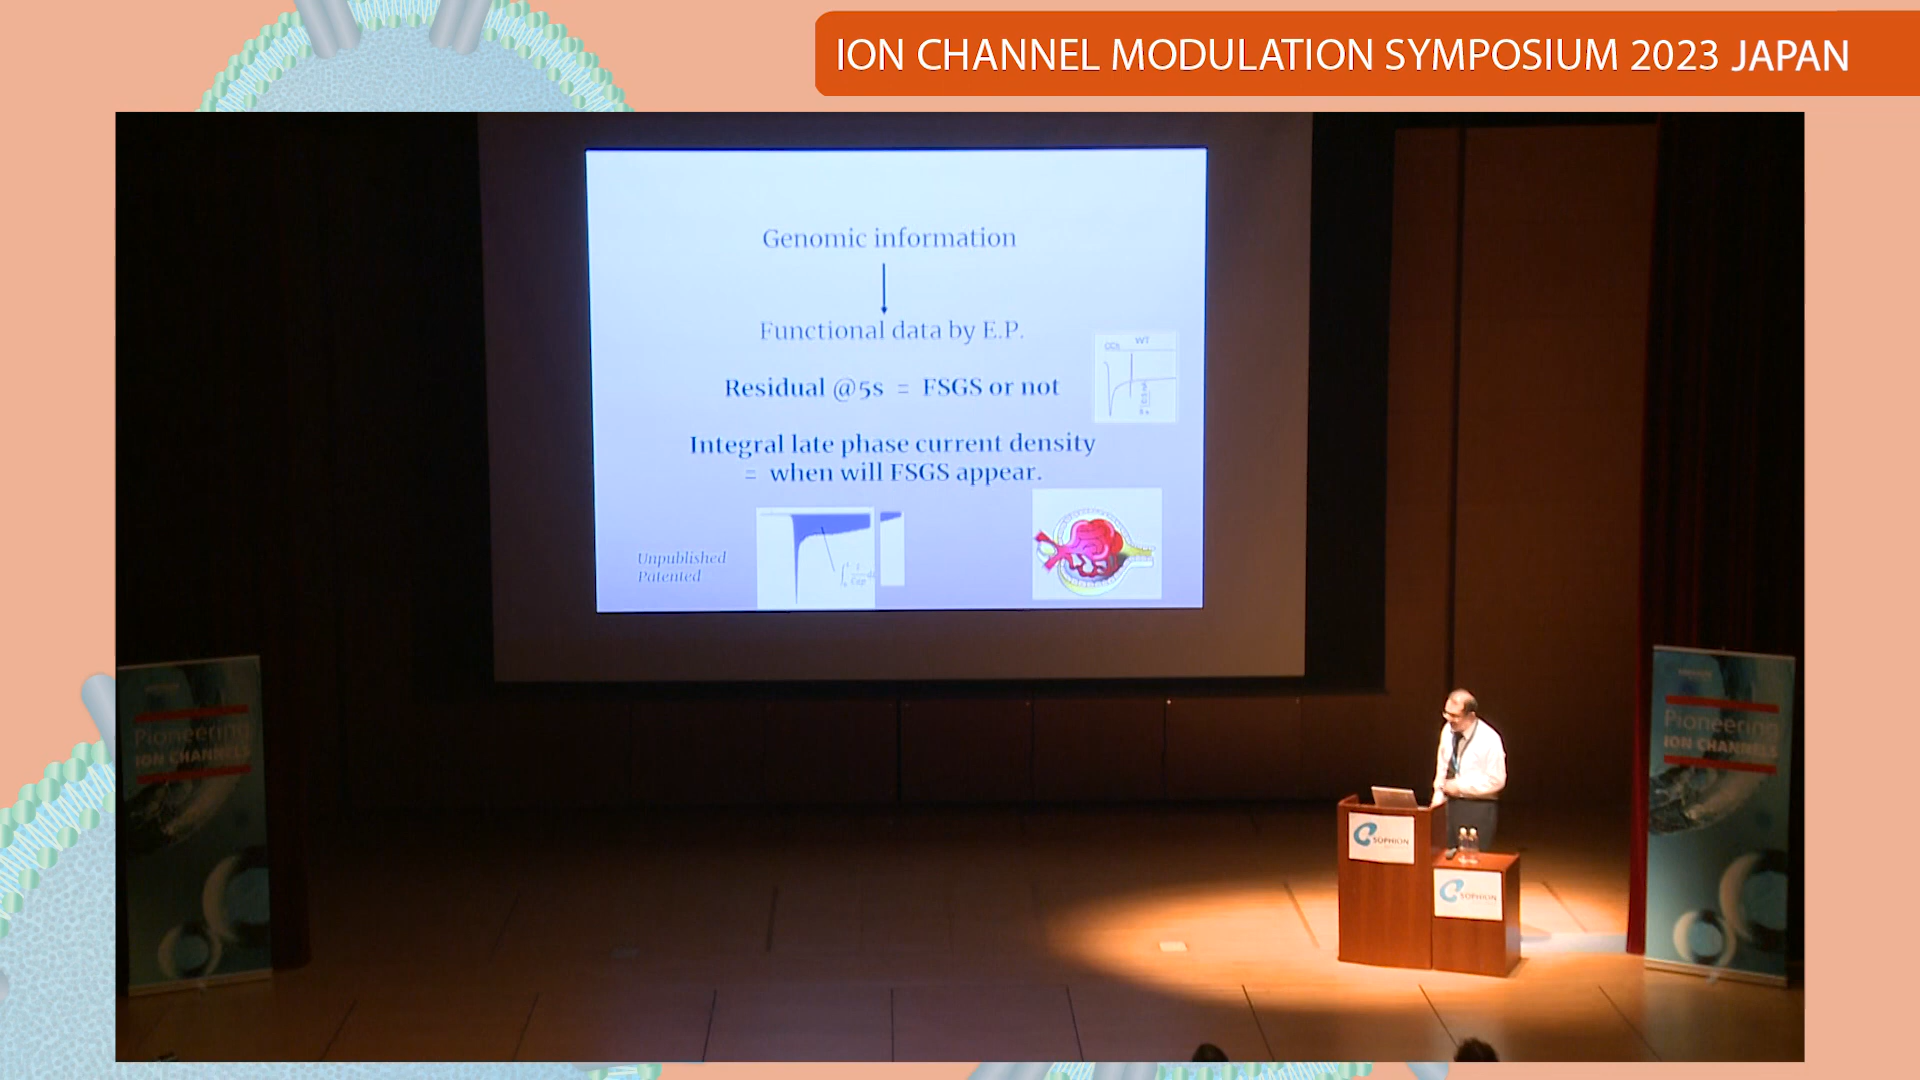 ION CHANNEL MODULATION SYMPOSIUM 2023 JAPAN
Genomic information
Functional data by E.P.
CCh WT
Residual @5s = FSGS or not
Integral late phase current density
= when will FSGS appear.
Unpublished
Patented
Pioneering
ION CHANNELS
Pioneering
ION CHANNELS
SOPHION
SOPHION